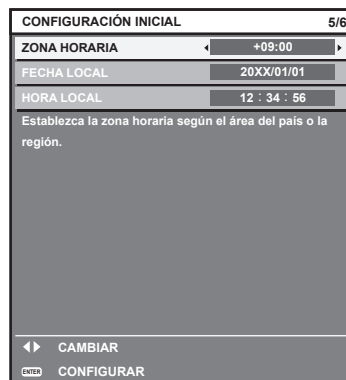 CONFIGURACIÓN INICIAL 5/6
ZONA HORARIA +09:00
FECHA LOCAL 20XX/01/01
HORA LOCAL 12 : 34 : 56
Establezca la zona horaria según el área del país o la
región.
CAMBIAR
ENTER CONFIGURAR